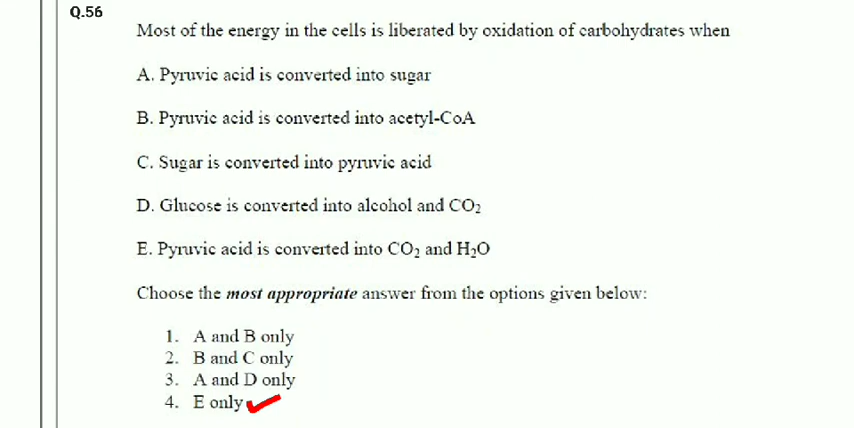 Q.56
Most of the energy in the cells is liberated by oxidation of carbohydrates when
A. Pyruvic acid is converted into sugar
B. Pyruvic acid is converted into acetyl-CoA
C. Sugar is converted into pyruvic acid
D. Glucose is converted into alcohol and CO₂
E. Pyruvic acid is converted into CO₂ and H₂O
Choose the most appropriate answer from the options given below:
1. A and B only
2. B and C only
3. A and D only
4. E only